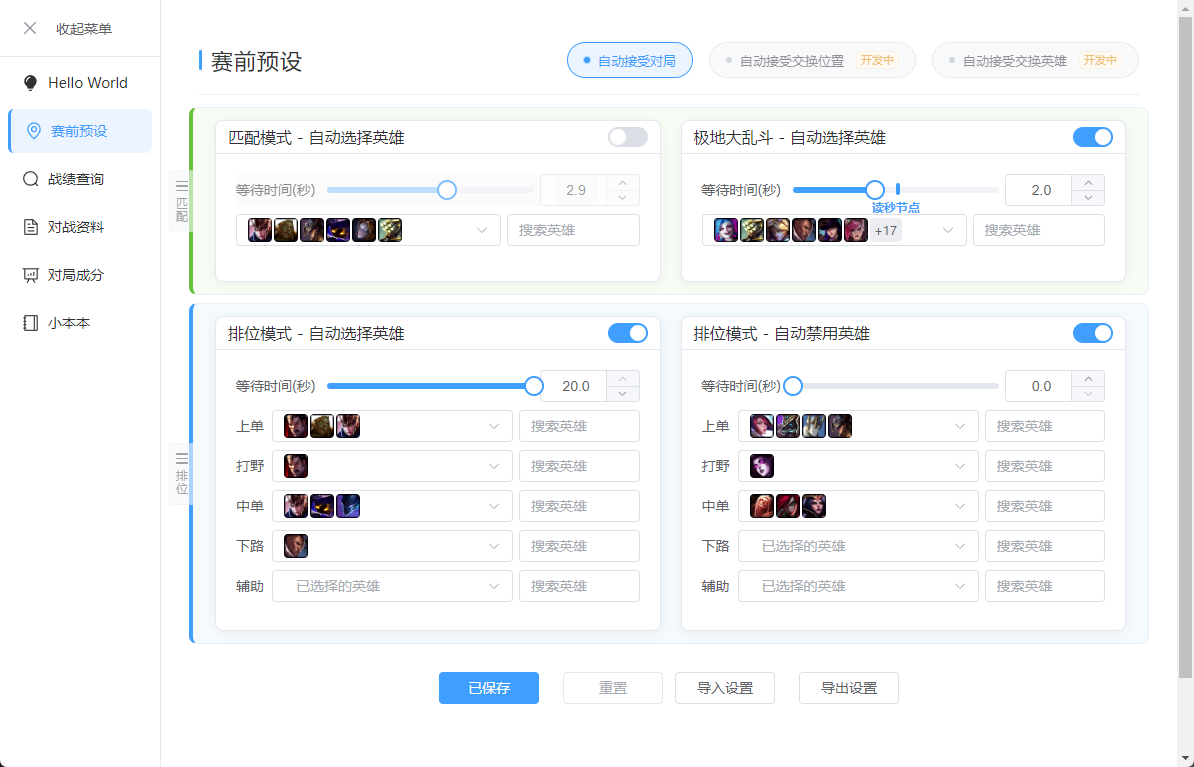 收起菜单
Hello World
赛前预设
战绩查询
对战资料
对局成分
小本本
赛前预设
自动接受对局
自动接受交换位置 开发中
自动接受交换英雄 开发中
匹配
匹配模式 - 自动选择英雄
等待时间(秒) 2.9
搜索英雄
极地大乱斗 - 自动选择英雄
等待时间(秒) 2.0
读秒节点
+17 搜索英雄
排位
排位模式 - 自动选择英雄
等待时间(秒) 20.0
上单 搜索英雄
打野 搜索英雄
中单 搜索英雄
下路 搜索英雄
辅助 已选择的英雄 搜索英雄
排位模式 - 自动禁用英雄
等待时间(秒) 0.0
上单 搜索英雄
打野 搜索英雄
中单 搜索英雄
下路 已选择的英雄 搜索英雄
辅助 已选择的英雄 搜索英雄
已保存 重置 导入设置 导出设置